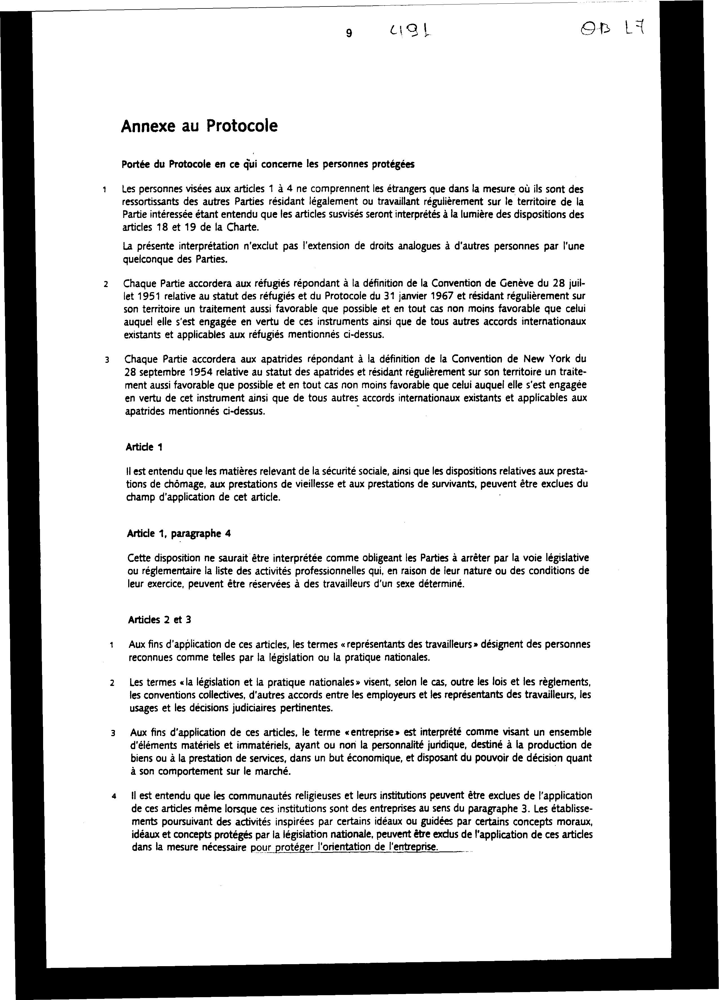 9
Annexe au Protocole
Portée du Protocole en ce qui concerne les personnes protégées
1 Les personnes visées aux articles 1 à 4 ne comprennent les étrangers que dans la mesure où ils sont des
ressortissants des autres Parties résidant légalement ou travaillant régulièrement sur le territoire de la
Partie intéressée étant entendu que les articles susvisés seront interprétés à la lumière des dispositions des
articles 18 et 19 de la Charte.
La présente interprétation n'exclut pas l'extension de droits analogues à d'autres personnes par l'une
quelconque des Parties.
2 Chaque Partie accordera aux réfugiés répondant à la définition de la Convention de Genève du 28 juil-
let 1951 relative au statut des réfugiés et du Protocole du 31 janvier 1967 et résidant régulièrement sur
son territoire un traitement aussi favorable que possible et en tout cas non moins favorable que celui
auquel elle s'est engagée en vertu de ces instruments ainsi que de tous autres accords internationaux
existants et applicables aux réfugiés mentionnés ci-dessus.
3 Chaque Partie accordera aux apatrides répondant à la définition de la Convention de New York du
28 septembre 1954 relative au statut des apatrides et résidant régulièrement sur son territoire un traite-
ment aussi favorable que possible et en tout cas non moins favorable que celui auquel elle s'est engagée
en vertu de cet instrument ainsi que de tous autres accords internationaux existants et applicables aux
apatrides mentionnés ci-dessus.
Article 1
Il est entendu que les matières relevant de la sécurité sociale, ainsi que les dispositions relatives aux presta-
tions de chômage, aux prestations de vieillesse et aux prestations de survivants, peuvent être exclues du
champ d'application de cet article.
Article 1, paragraphe 4
Cette disposition ne saurait être interprétée comme obligeant les Parties à arrêter par la voie législative
ou réglementaire la liste des activités professionnelles qui, en raison de leur nature ou des conditions de
leur exercice, peuvent être réservées à des travailleurs d'un sexe déterminé.
Articles 2 et 3
1 Aux fins d'application de ces articles, les termes «représentants des travailleurs» désignent des personnes
reconnues comme telles par la législation ou la pratique nationales.
2 Les termes «la législation et la pratique nationales» visent, selon le cas, outre les lois et les règlements,
les conventions collectives, d'autres accords entre les employeurs et les représentants des travailleurs, les
usages et les décisions judiciaires pertinentes.
3 Aux fins d'application de ces articles, le terme «entreprise» est interprété comme visant un ensemble
d'éléments matériels et immatériels, ayant ou non la personnalité juridique, destiné à la production de
biens ou à la prestation de services, dans un but économique, et disposant du pouvoir de décision quant
à son comportement sur le marché.
4 Il est entendu que les communautés religieuses et leurs institutions peuvent être exclues de l'application
de ces articles même lorsque ces institutions sont des entreprises au sens du paragraphe 3. Les établisse-
ments poursuivant des activités inspirées par certains idéaux ou guidées par certains concepts moraux,
idéaux et concepts protégés par la législation nationale, peuvent être exclus de l'application de ces articles
dans la mesure nécessaire pour protéger l'orientation de l'entreprise.